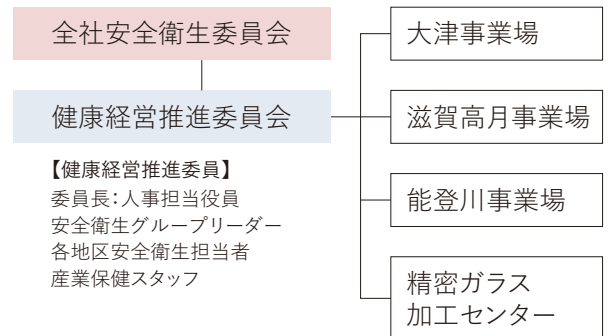 全社安全衛生委員会
健康経営推進委員会
【健康経営推進委員】
委員長：人事担当役員
安全衛生グループリーダー
各地区安全衛生担当者
産業保健スタッフ
大津事業場
滋賀高月事業場
能登川事業場
精密ガラス
加工センター